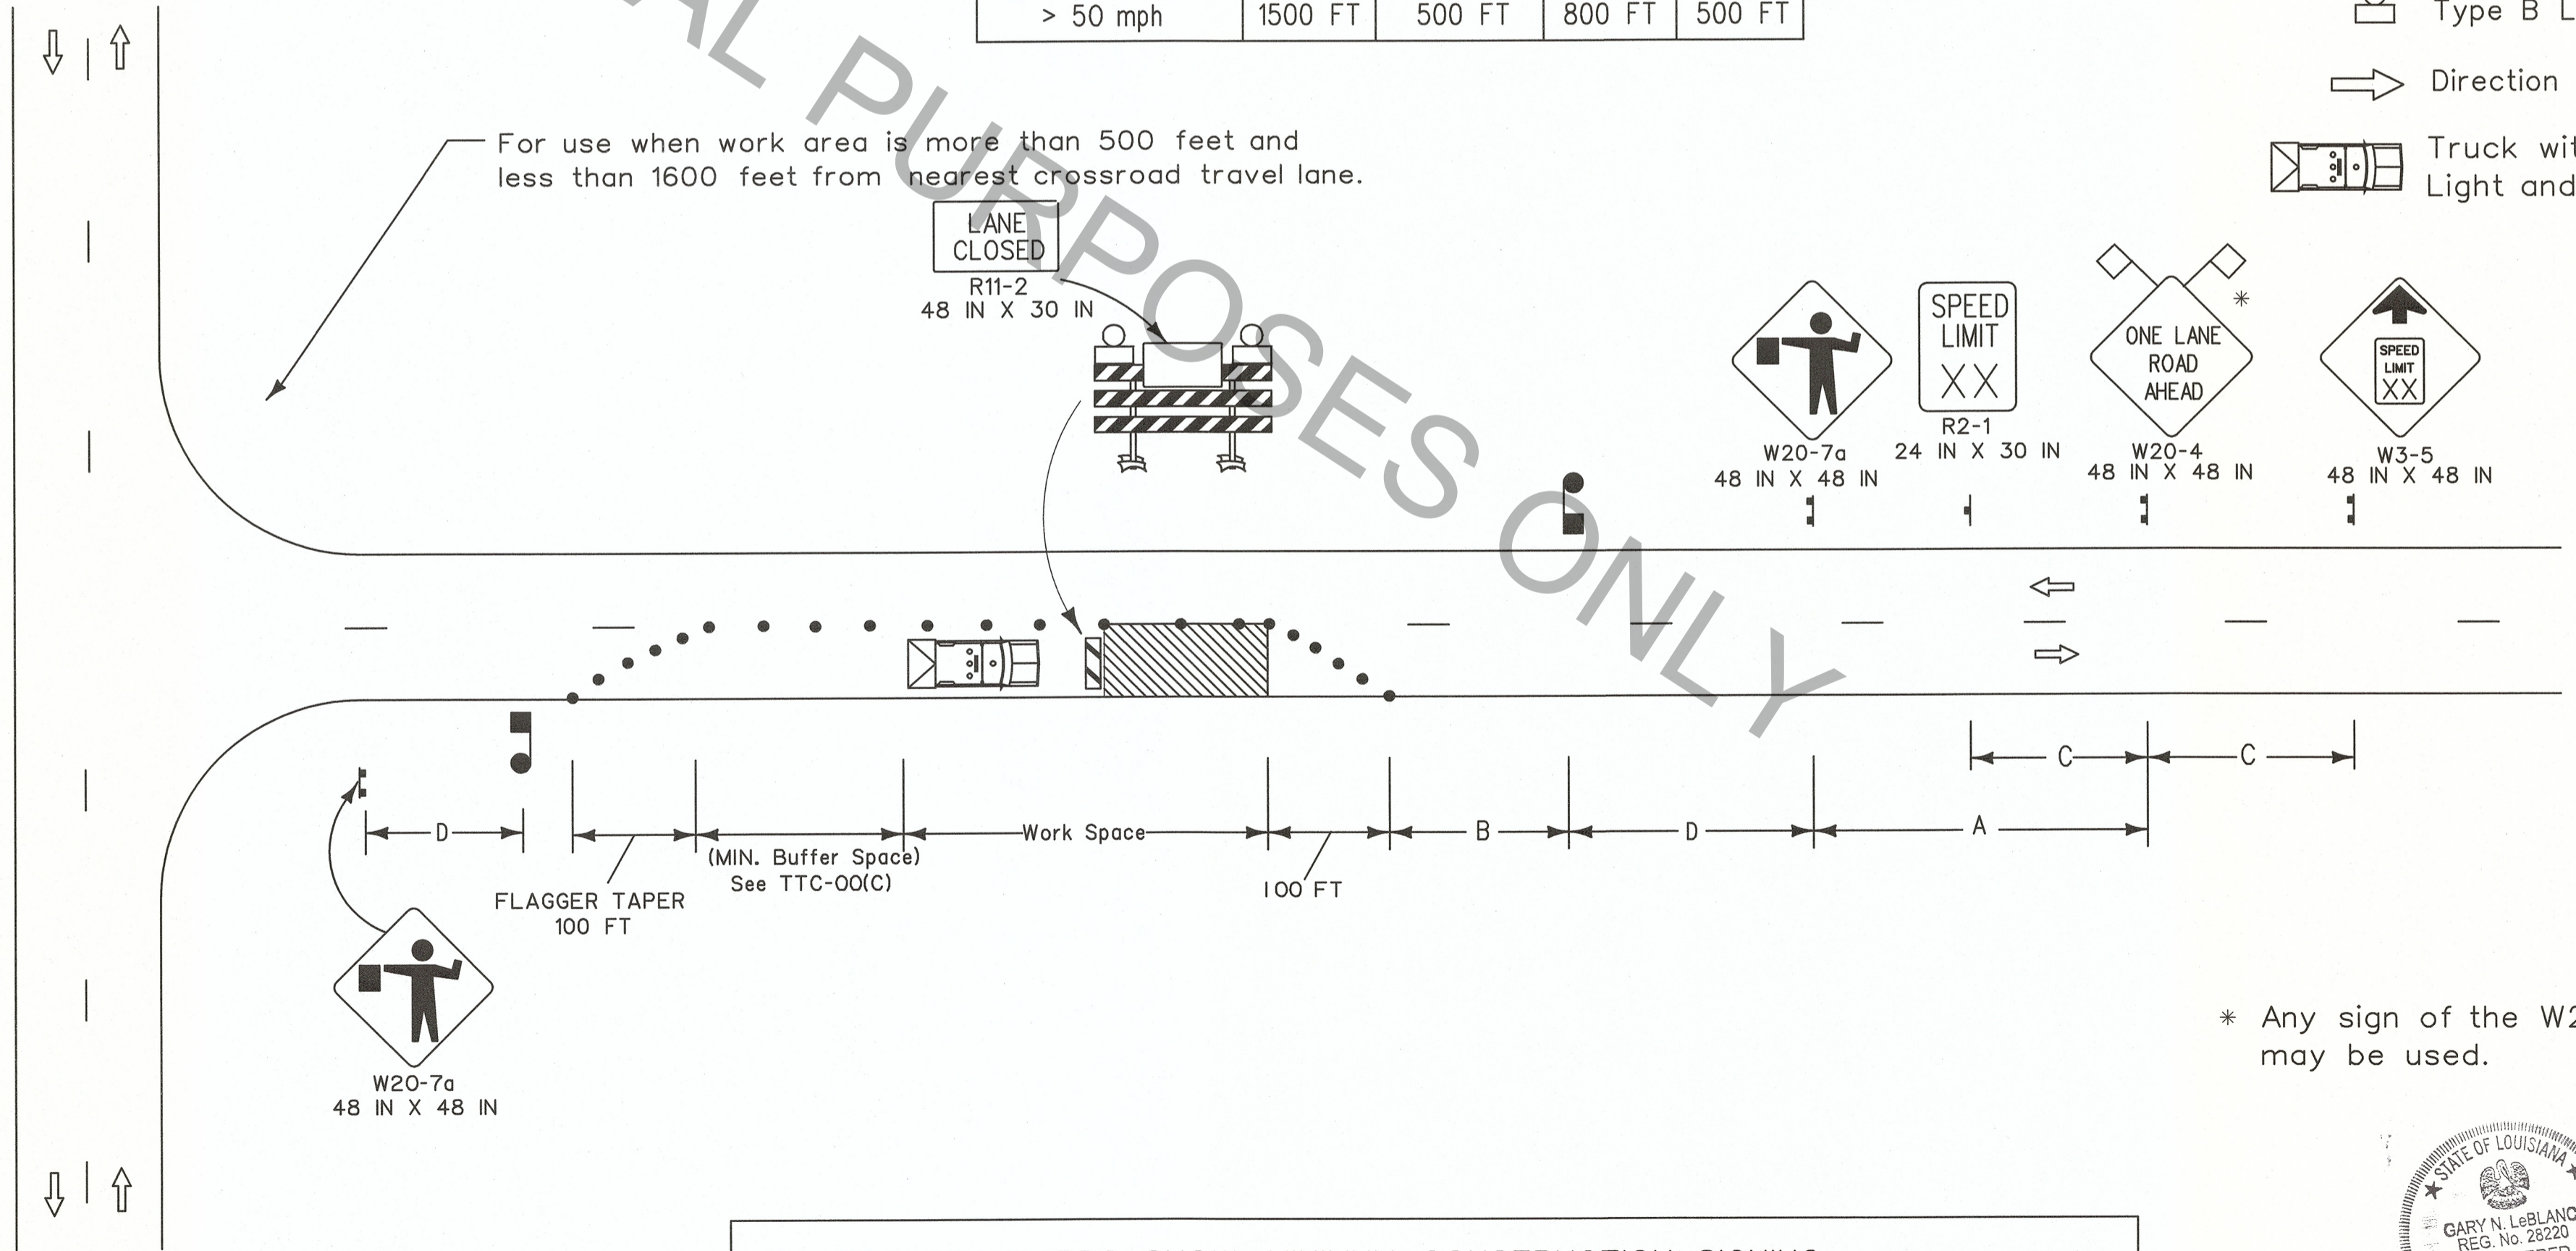 > 50 mph 1500 FT 500 FT 800 FT 500 FT
Type B L
Direction
Truck wit
Light and
For use when work area is more than 500 feet and
less than 1600 feet from nearest crossroad travel lane.
LANE
CLOSED
R11-2
48 IN X 30 IN
W20-7a
48 IN X 48 IN
SPEED
LIMIT
XX
R2-1
24 IN X 30 IN
*
ONE LANE
ROAD
AHEAD
W20-4
48 IN X 48 IN
SPEED
LIMIT
XX
W3-5
48 IN X 48 IN
AL PURPOSES ONLY
C C
D
FLAGGER TAPER
100 FT
(MIN. Buffer Space)
See TTC-00(C)
Work Space
100 FT
B
D
A
W20-7a
48 IN X 48 IN
* Any sign of the W2
may be used.
STATE OF LOUISIANA
GARY N. LeBLANC
REG. No. 28220
CONSTRUCTION SIGNING